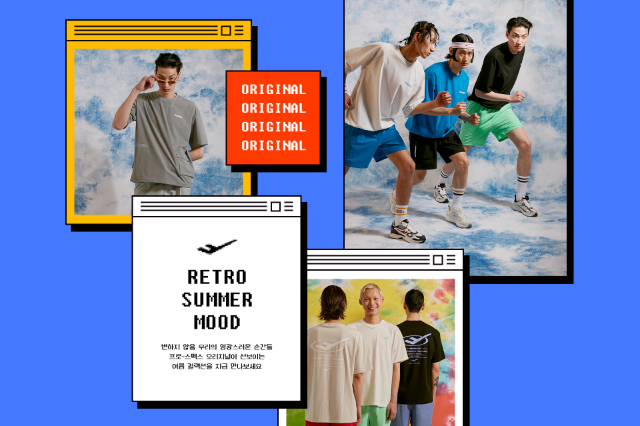 ORIGINAL
ORIGINAL
ORIGINAL
ORIGINAL
RETRO
SUMMER
MOOD
변하지 않을 우리의 영광스러운 순간들
프로-스펙스 오리지널이 선보이는
여름 컬렉션을 지금 만나보세요